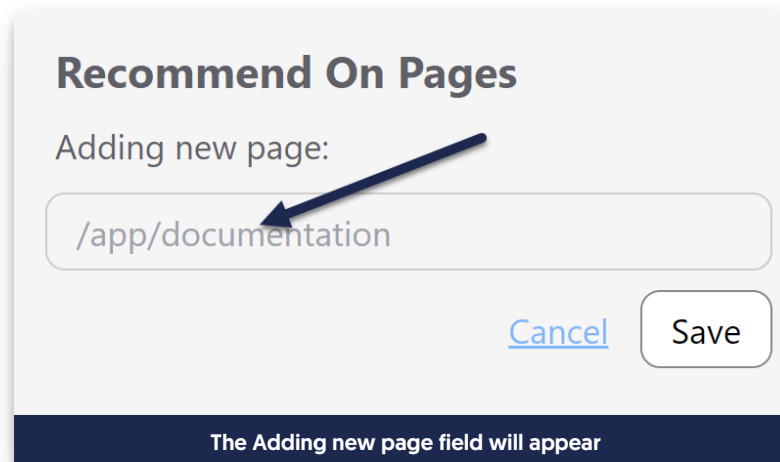 Recommend On Pages
Adding new page:
/app/documentation
Cancel
Save
The Adding new page field will appear